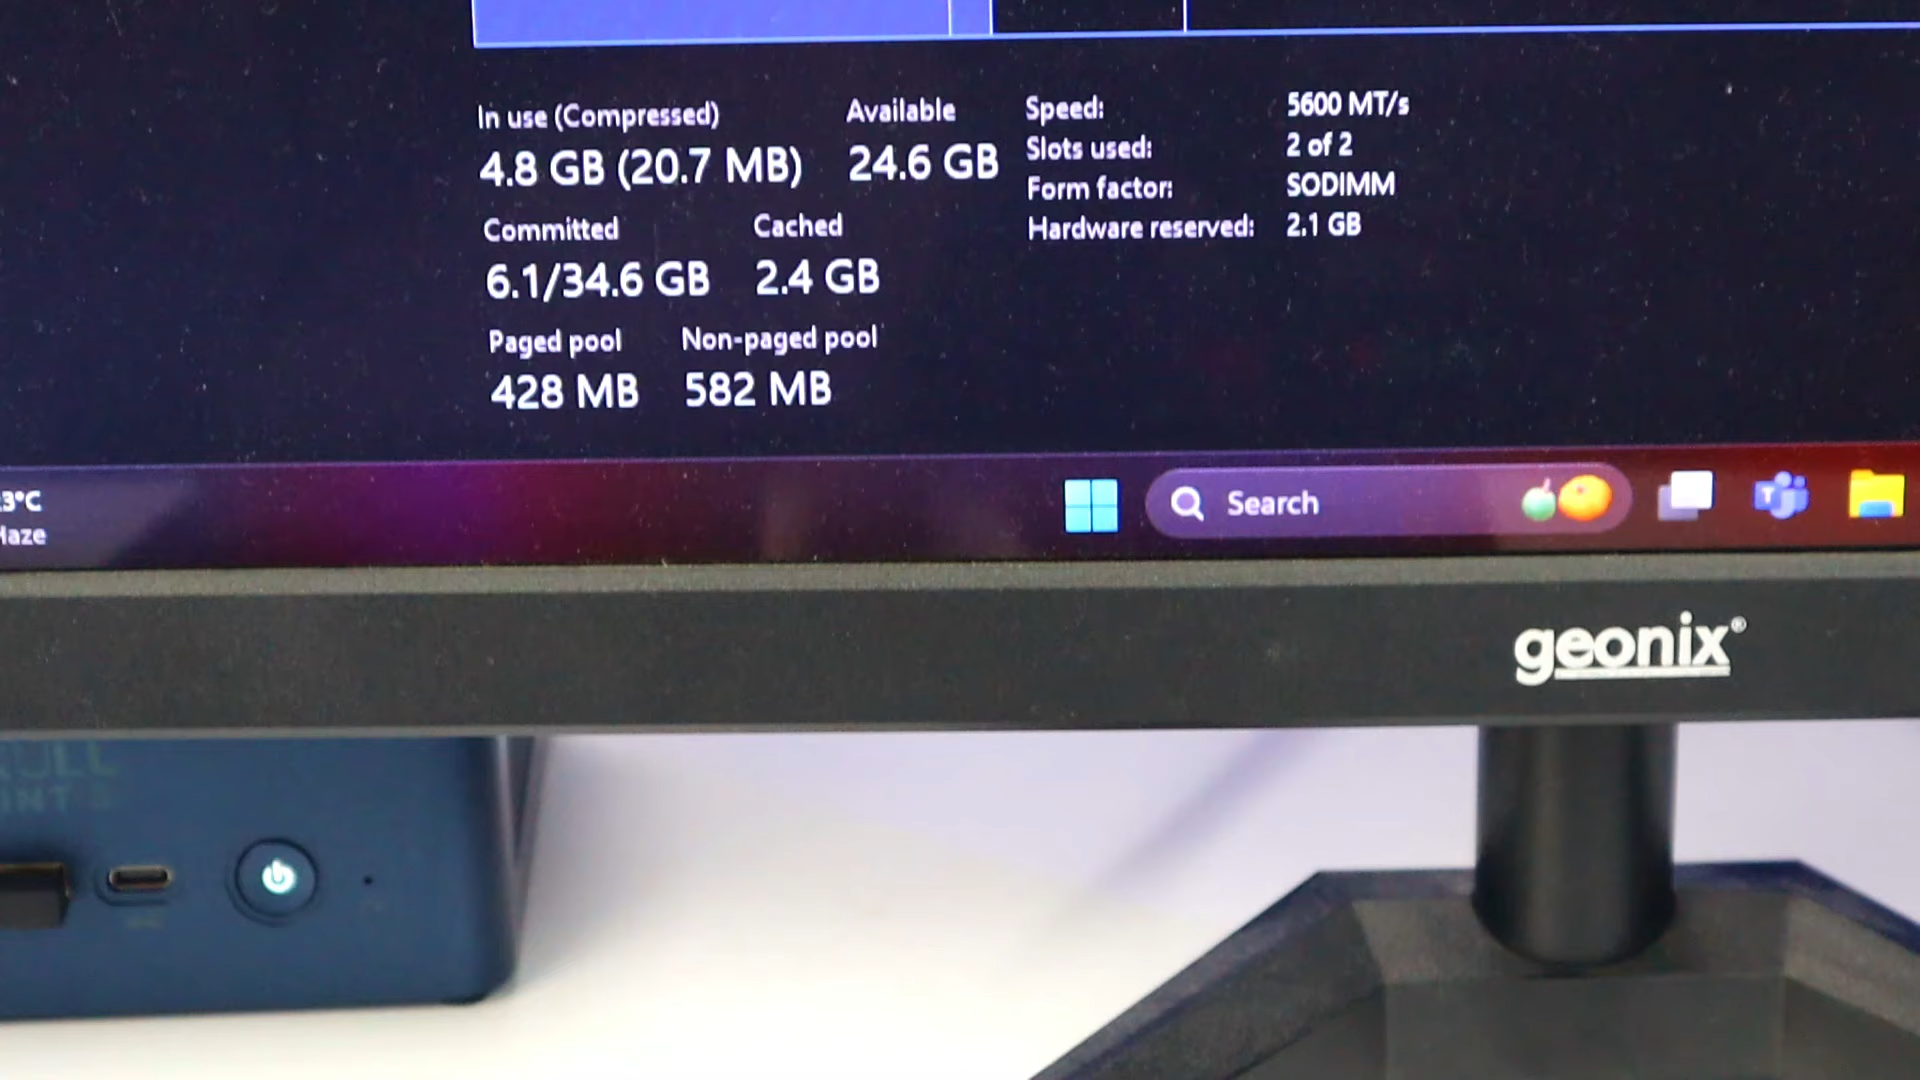 In use (Compressed) Available
4.8 GB (20.7 MB) 24.6 GB
Committed Cached
6.1/34.6 GB 2.4 GB
Paged pool Non-paged pool
428 MB 582 MB
Speed: 5600 MT/s
Slots used: 2 of 2
Form factor: SODIMM
Hardware reserved: 2.1 GB
3°C
Haze
Search
T
geonix®